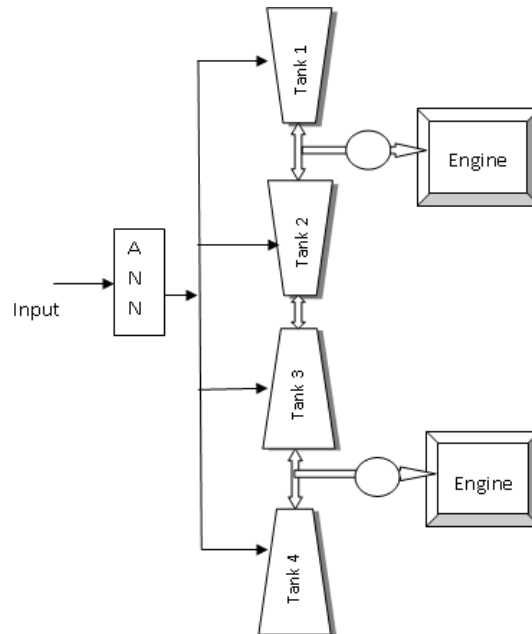 Tank 1
Engine
Tank 2
A
N
N
Input
Tank 3
Engine
Tank 4